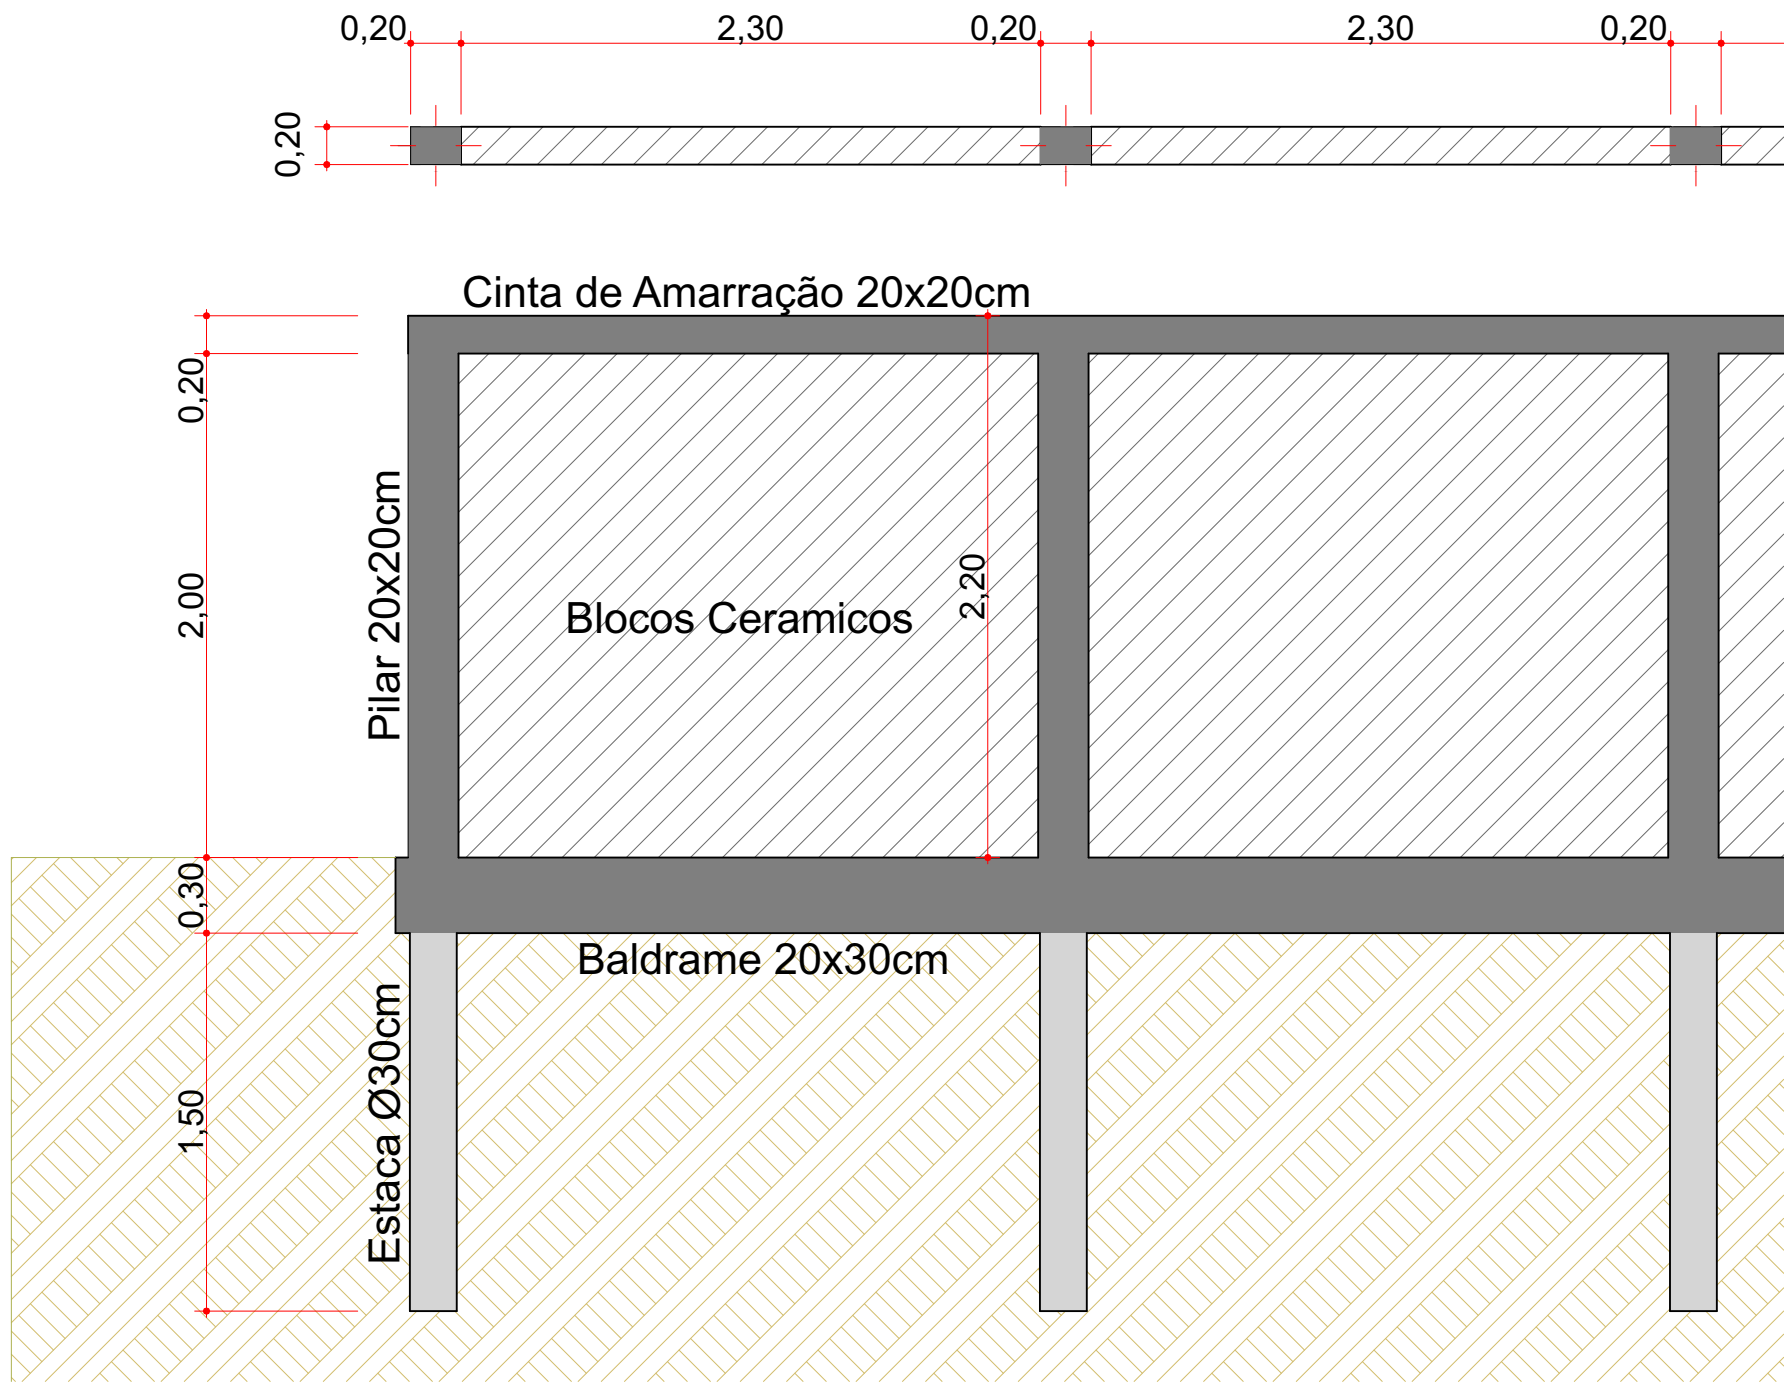 0,20
2,30
0,20
2,30
0,20
0,20
Cinta de Amarração 20x20cm
0,20
Pilar 20x20cm
2,00
2,20
Blocos Ceramicos
0,30
Baldrame 20x30cm
Estaca Ø30cm
1,50